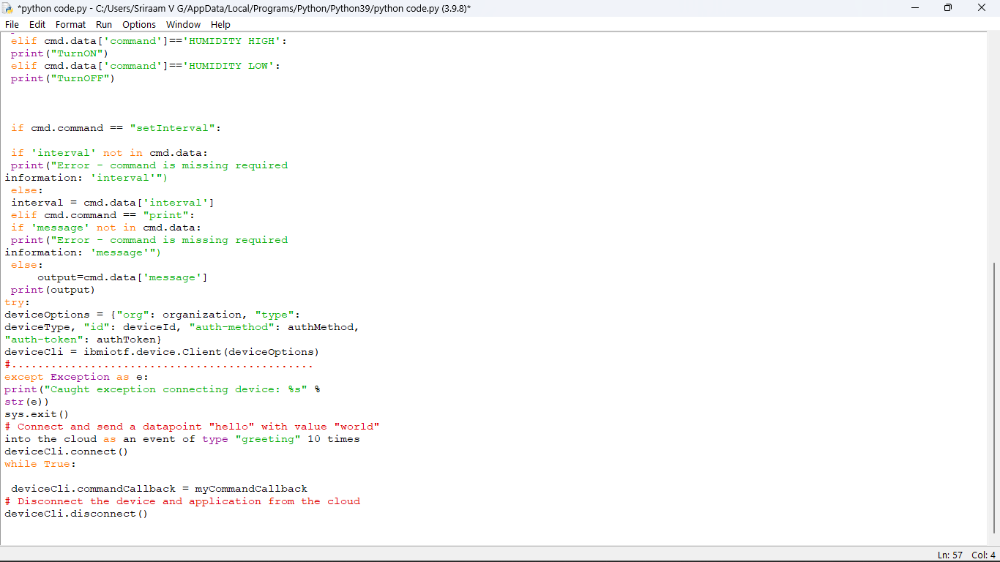 *python code.py - C:/Users/Sriraam V G/AppData/Local/Programs/Python/Python39/python code.py (3.9.8)*
File Edit Format Run Options Window Help
elif cmd.data['command']=='HUMIDITY HIGH':
print("TurnON")
elif cmd.data['command']=='HUMIDITY LOW':
print("TurnOFF")
if cmd.command == "setInterval":
if 'interval' not in cmd.data:
print("Error - command is missing required
information: 'interval'")
else:
interval = cmd.data['interval']
elif cmd.command == "print":
if 'message' not in cmd.data:
print("Error - command is missing required
information: 'message'")
else:
output=cmd.data['message']
print(output)
try:
deviceOptions = {"org": organization, "type":
deviceType, "id": deviceId, "auth-method": authMethod,
"auth-token": authToken}
deviceCli = ibmiotf.device.Client(deviceOptions)
#..............................................
except Exception as e:
print("Caught exception connecting device: %s" %
str(e))
sys.exit()
# Connect and send a datapoint "hello" with value "world"
into the cloud as an event of type "greeting" 10 times
deviceCli.connect()
while True:
deviceCli.commandCallback = myCommandCallback
# Disconnect the device and application from the cloud
deviceCli.disconnect()
Ln: 57 Col: 4